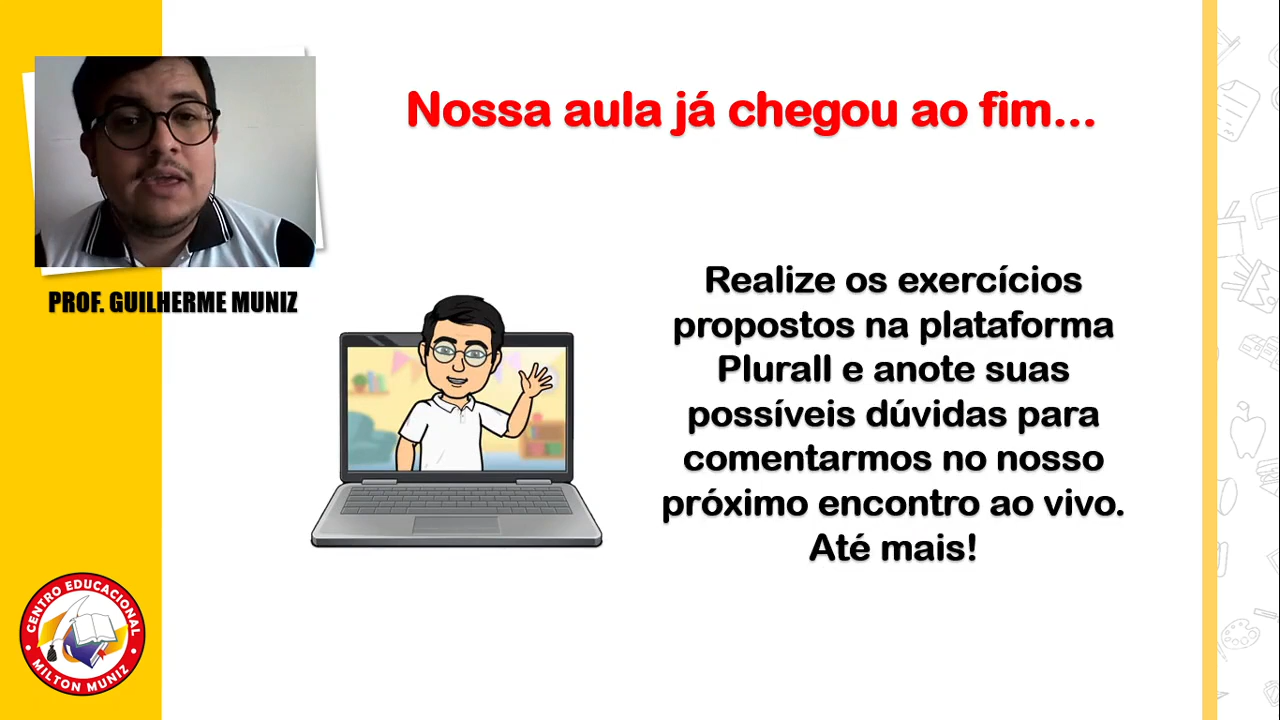 Nossa aula já chegou ao fim...
PROF. GUILHERME MUNIZ
Realize os exercícios
propostos na plataforma
Plurall e anote suas
possíveis dúvidas para
comentarmos no nosso
próximo encontro ao vivo.
Até mais!
CENTRO EDUCACIONAL
MILTON MUNIZ